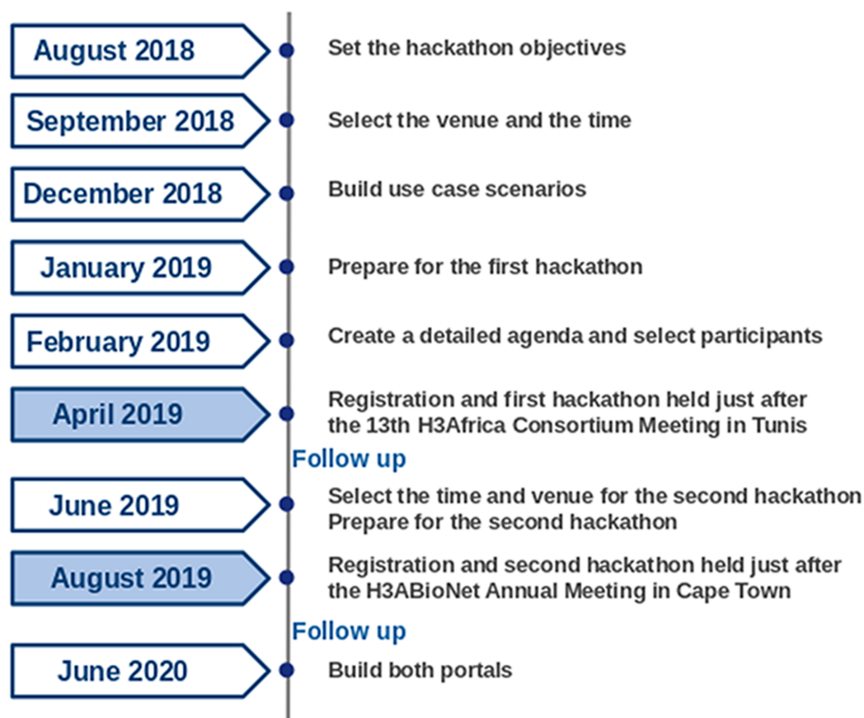 August 2018
Set the hackathon objectives
September 2018
Select the venue and the time
December 2018
Build use case scenarios
January 2019
Prepare for the first hackathon
February 2019
Create a detailed agenda and select participants
April 2019
Registration and first hackathon held just after
the 13th H3Africa Consortium Meeting in Tunis
Follow up
June 2019
Select the time and venue for the second hackathon
Prepare for the second hackathon
August 2019
Registration and second hackathon held just after
the H3ABioNet Annual Meeting in Cape Town
Follow up
June 2020
Build both portals